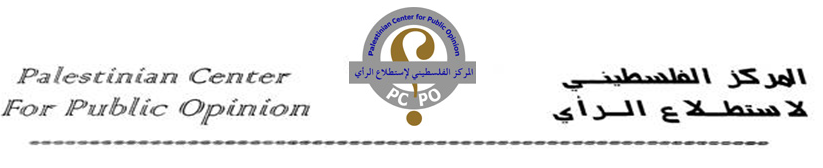 Palestinian Center
For Public Opinion
Palestinian Center for Public Opinion
المركز الفلسطيني لإستطلاع الرأي
PC PO
المركز الفلسطيني
لاستطلاع الرأي